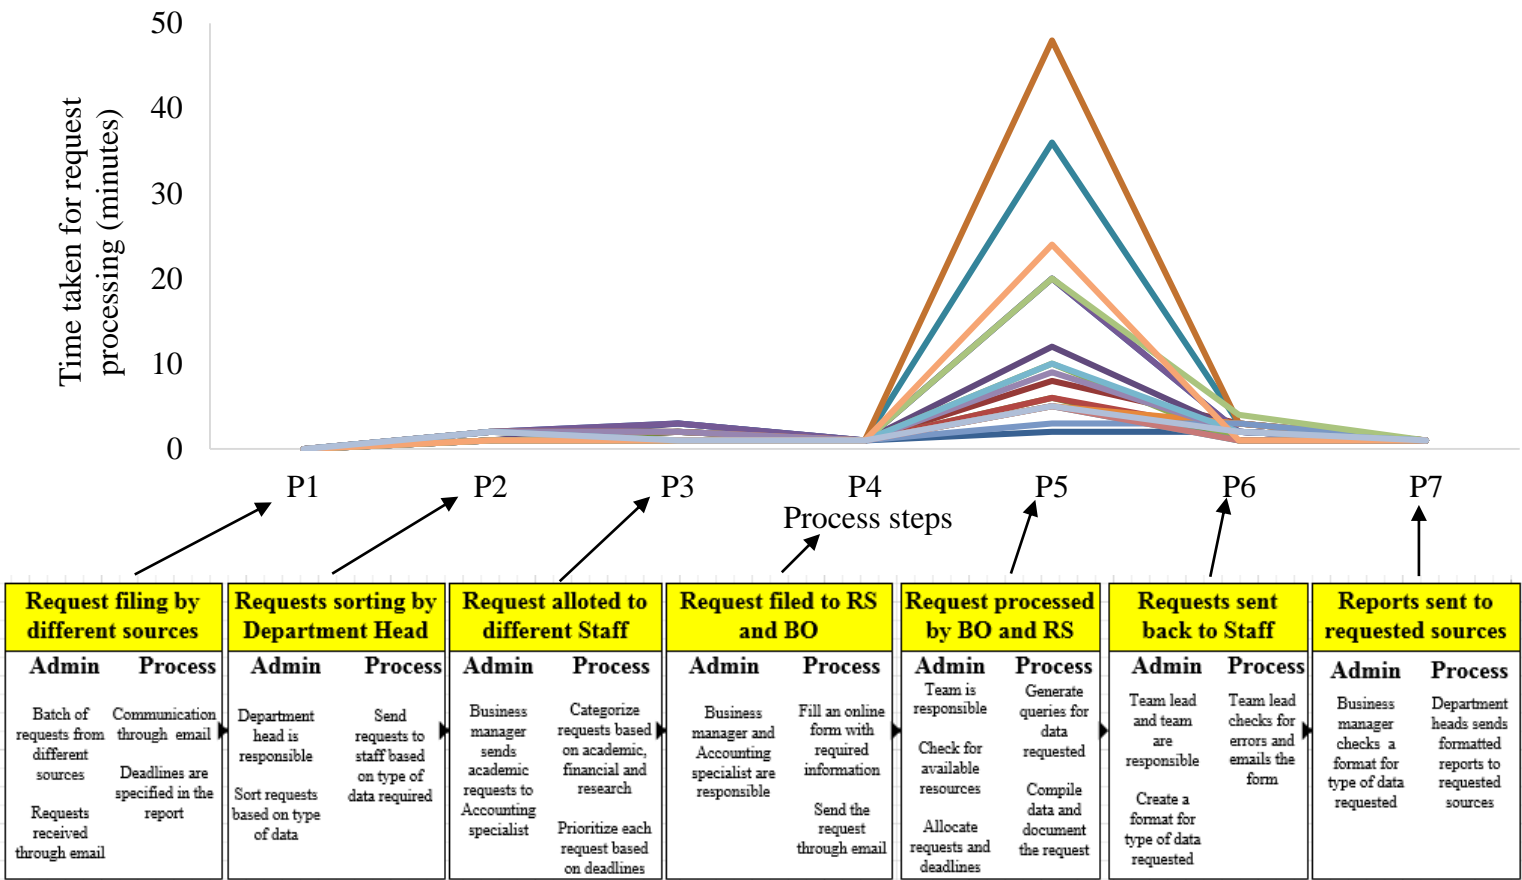 50
40
30
20
10
0
Time taken for request
processing (minutes)
P1
P2
P3
P4
P5
P6
P7
Process steps
Request filing by
different sources
Admin
Batch of
requests from
different
sources
Requests
received
through email
Process
Communication
through email
Deadlines are
specified in the
report
Requests sorting by
Department Head
Admin
Department
head is
responsible
Sort requests
based on type
of data
Process
Send
requests to
staff based
on type of
data required
Request alloted to
different Staff
Admin
Business
manager
sends
academic
requests to
Accounting
specialist
Process
Categorize
requests based
on academic,
financial and
research
Prioritize each
request based
on deadlines
Request filed to RS
and BO
Admin
Business
manager and
Accounting
specialist are
responsible
Process
Fill an online
form with
required
information
Send the
request
through email
Request processed
by BO and RS
Admin
Team is
responsible
Check for
available
resources
Allocate
requests and
deadlines
Process
Generate
queries for
data
requested
Compile
data and
document
the request
Requests sent
back to Staff
Admin
Team lead
and team
are
responsible
Create a
format for
type of data
requested
Process
Team lead
checks for
errors and
emails the
form
Reports sent to
requested sources
Admin
Business
manager
checks a
format for
type of data
requested
Process
Department
heads sends
formatted
reports to
requested
sources